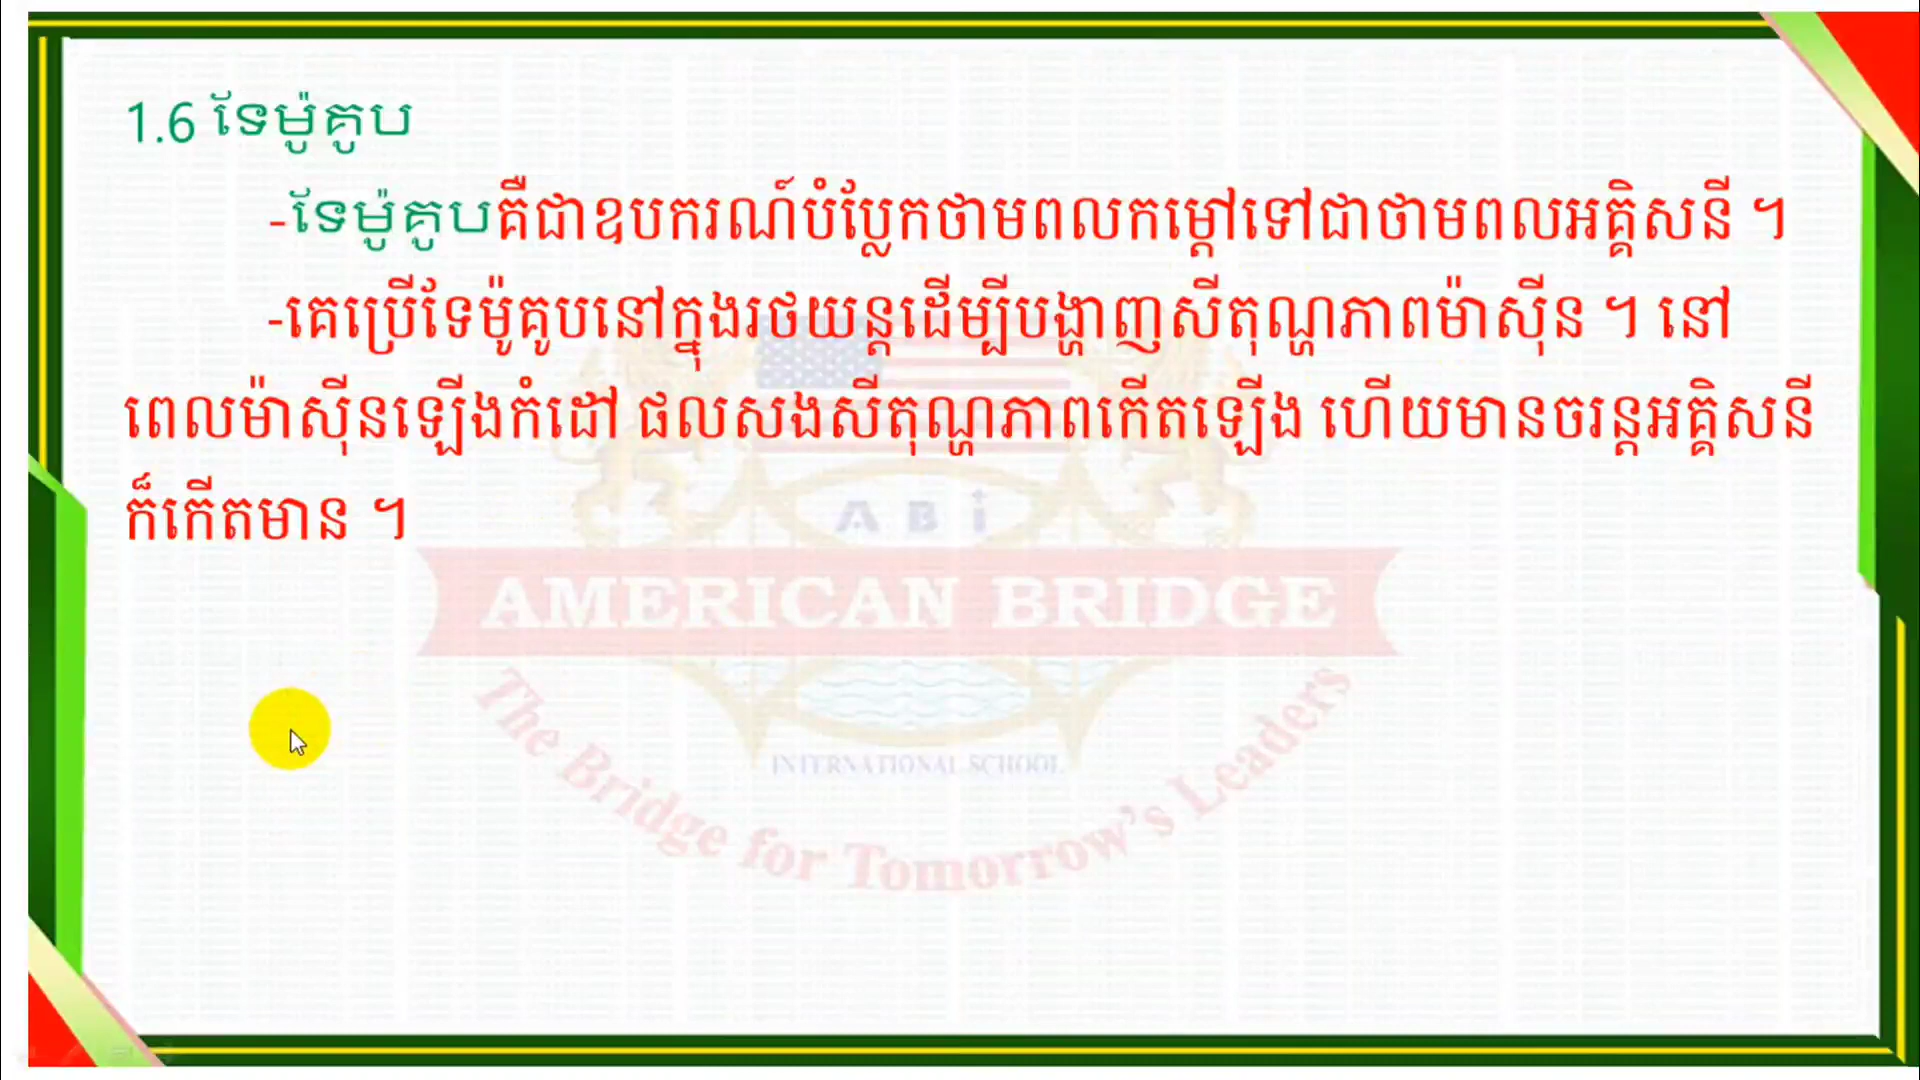 1.6 ទែម៉ូគូប
-ទែម៉ូគូបគឺជាឧបករណ៍បំប្លែកថាមពលកម្ដៅទៅជាថាមពលអគ្គិសនី ។
-គេប្រើទែម៉ូគូបនៅក្នុងរថយន្តដើម្បីបង្ហាញសីតុណ្ហភាពម៉ាស៊ីន ។ នៅ
ពេលម៉ាស៊ីនឡើងកំដៅ ផលសងសីតុណ្ហភាពកើតឡើង ហើយមានចរន្តអគ្គិសនី
ក៏កើតមាន ។
A B i
AMERICAN BRIDGE
INTERNATIONAL SCHOOL
The Bridge for Tomorrow's Leaders